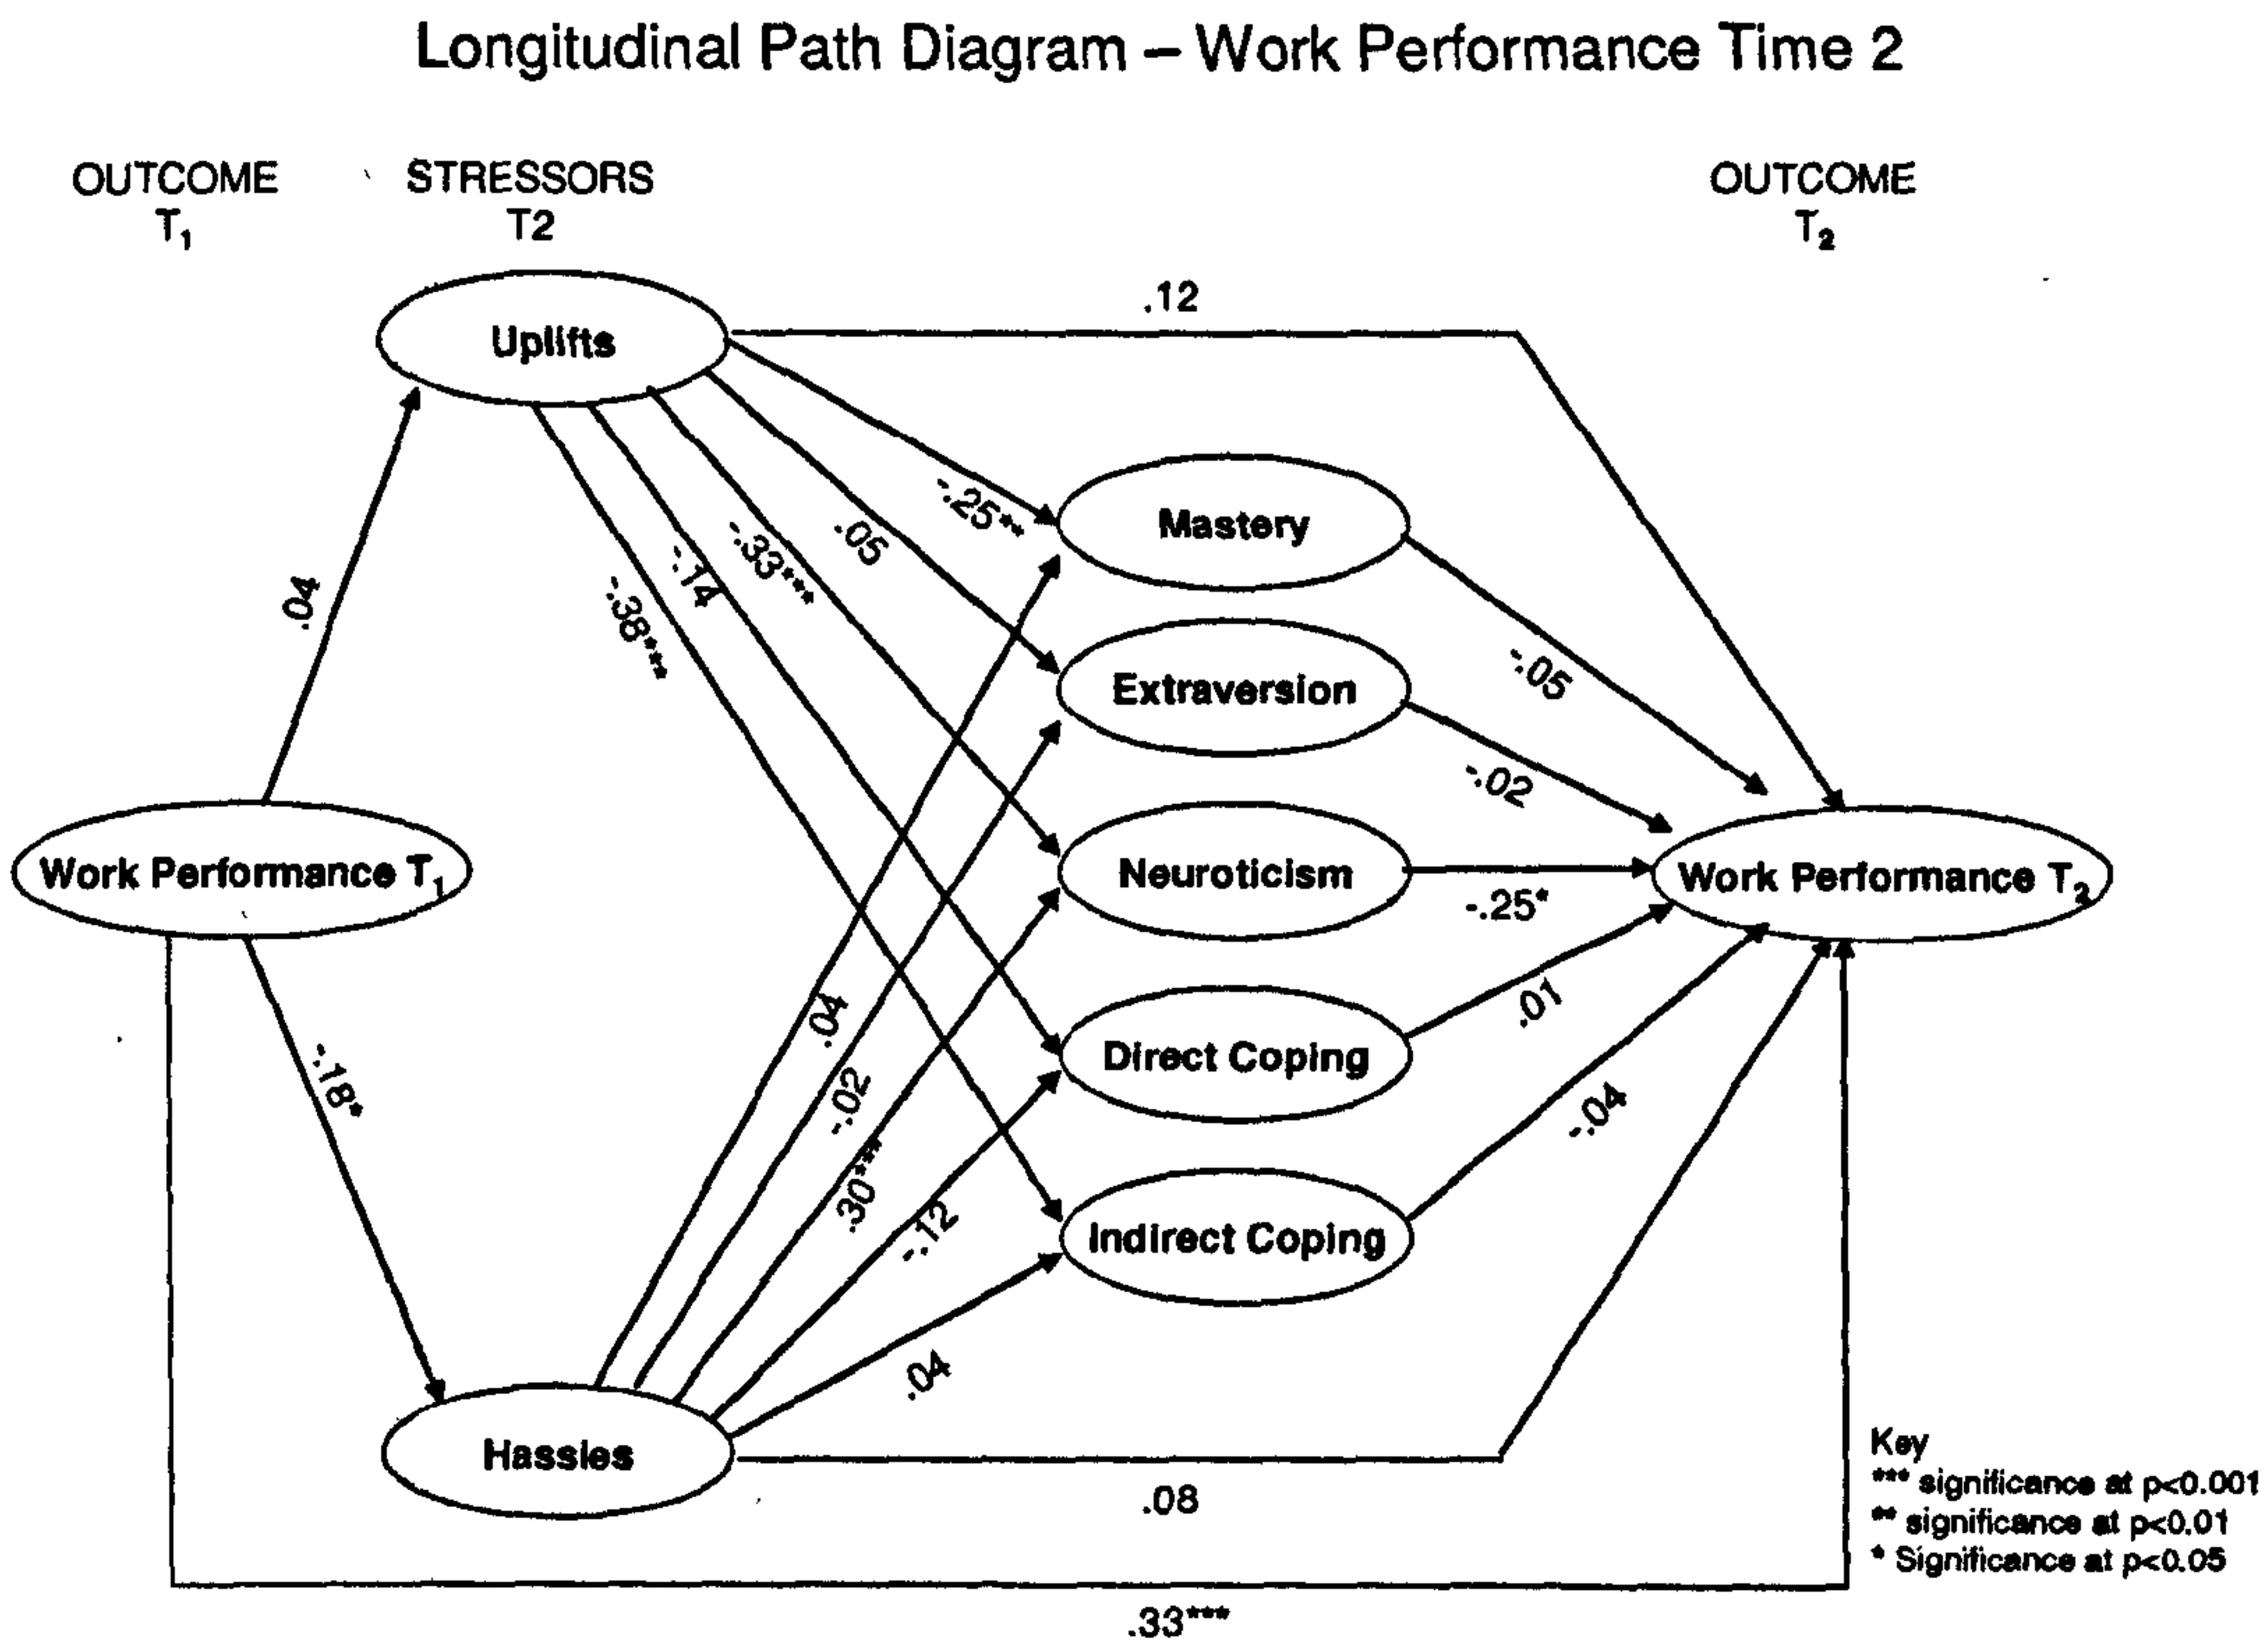 Longitudinal Path Diagram – Work Performance Time 2
OUTCOME
T1
STRESSORS
T2
OUTCOME
T2
.12
Uplifts
-.25**
.05
-.33***
-.14
-.38***
.04
Mastery
-.05
Extraversion
-.02
Work Performance T1
Neuroticism
-.25*
Work Performance T2
.01
-.18*
.04
-.02
.30***
-.12
.04
Direct Coping
-.04
Indirect Coping
Hassles
.08
.33***
Key
*** significance at p<0.001
** significance at p<0.01
* Significance at p<0.05